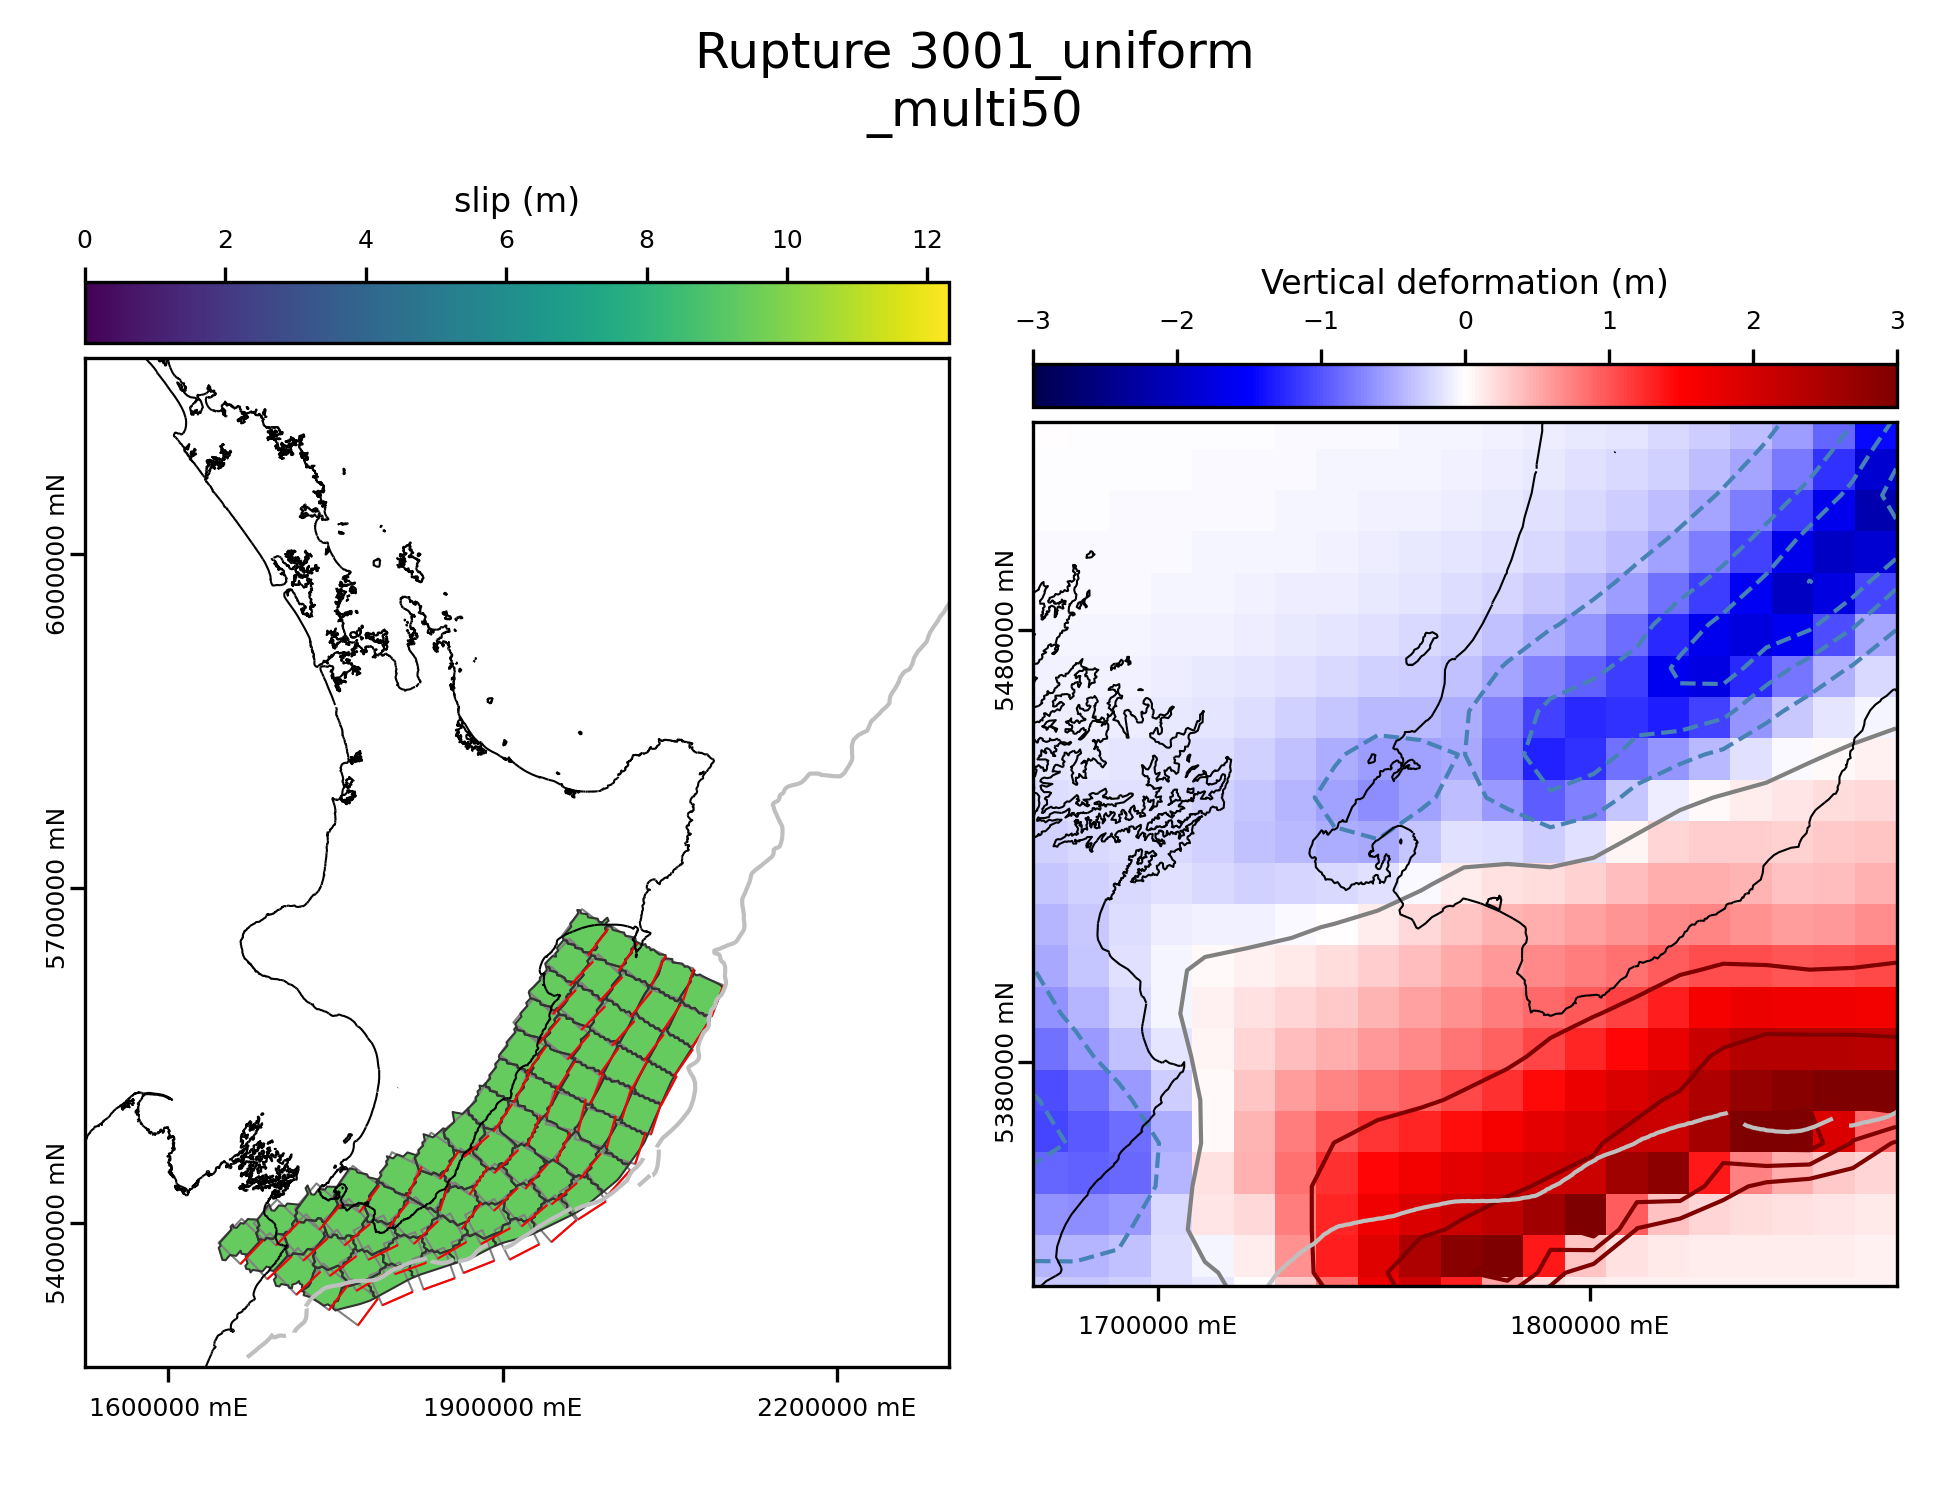 Rupture 3001_uniform
_multi50
slip (m)
0 2 4 6 8 10 12
6000000 mN
5700000 mN
5400000 mN
1600000 mE 1900000 mE 2200000 mE
Vertical deformation (m)
−3 −2 −1 0 1 2 3
5480000 mN
5380000 mN
1700000 mE 1800000 mE